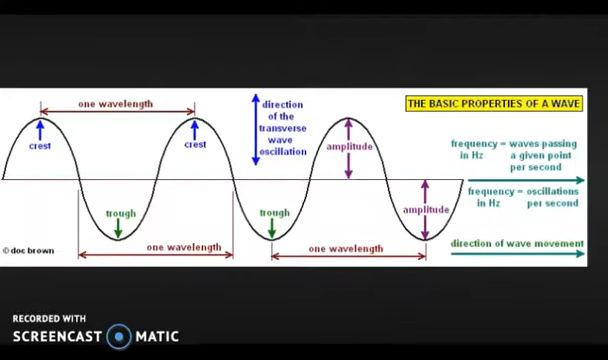 THE BASIC PROPERTIES OF A WAVE
one wavelength
direction
of the
transverse
wave
oscillation
crest
crest
amplitude
frequency = waves passing
in Hz a given point
per second
frequency = oscillations
in Hz per second
trough
trough
amplitude
one wavelength
one wavelength
direction of wave movement
© doc brown
RECORDED WITH
SCREENCAST MATIC